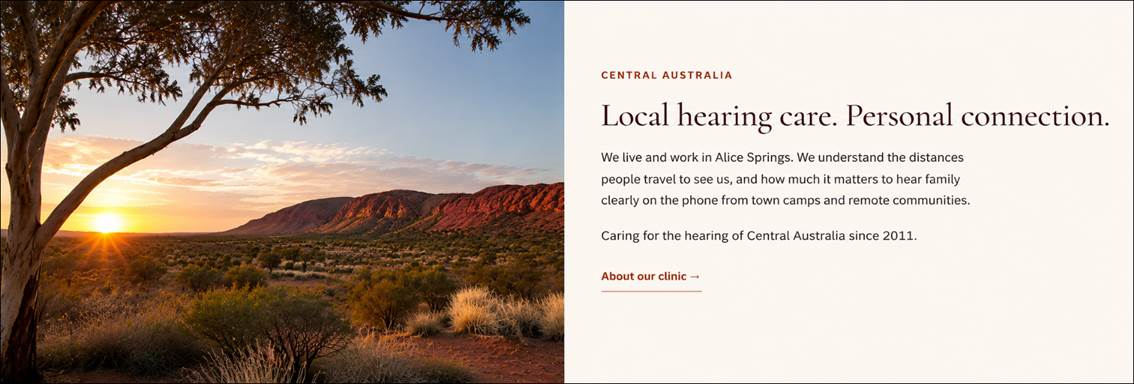 CENTRAL AUSTRALIA
Local hearing care. Personal connection.
We live and work in Alice Springs. We understand the distances
people travel to see us, and how much it matters to hear family
clearly on the phone from town camps and remote communities.
Caring for the hearing of Central Australia since 2011.
About our clinic →